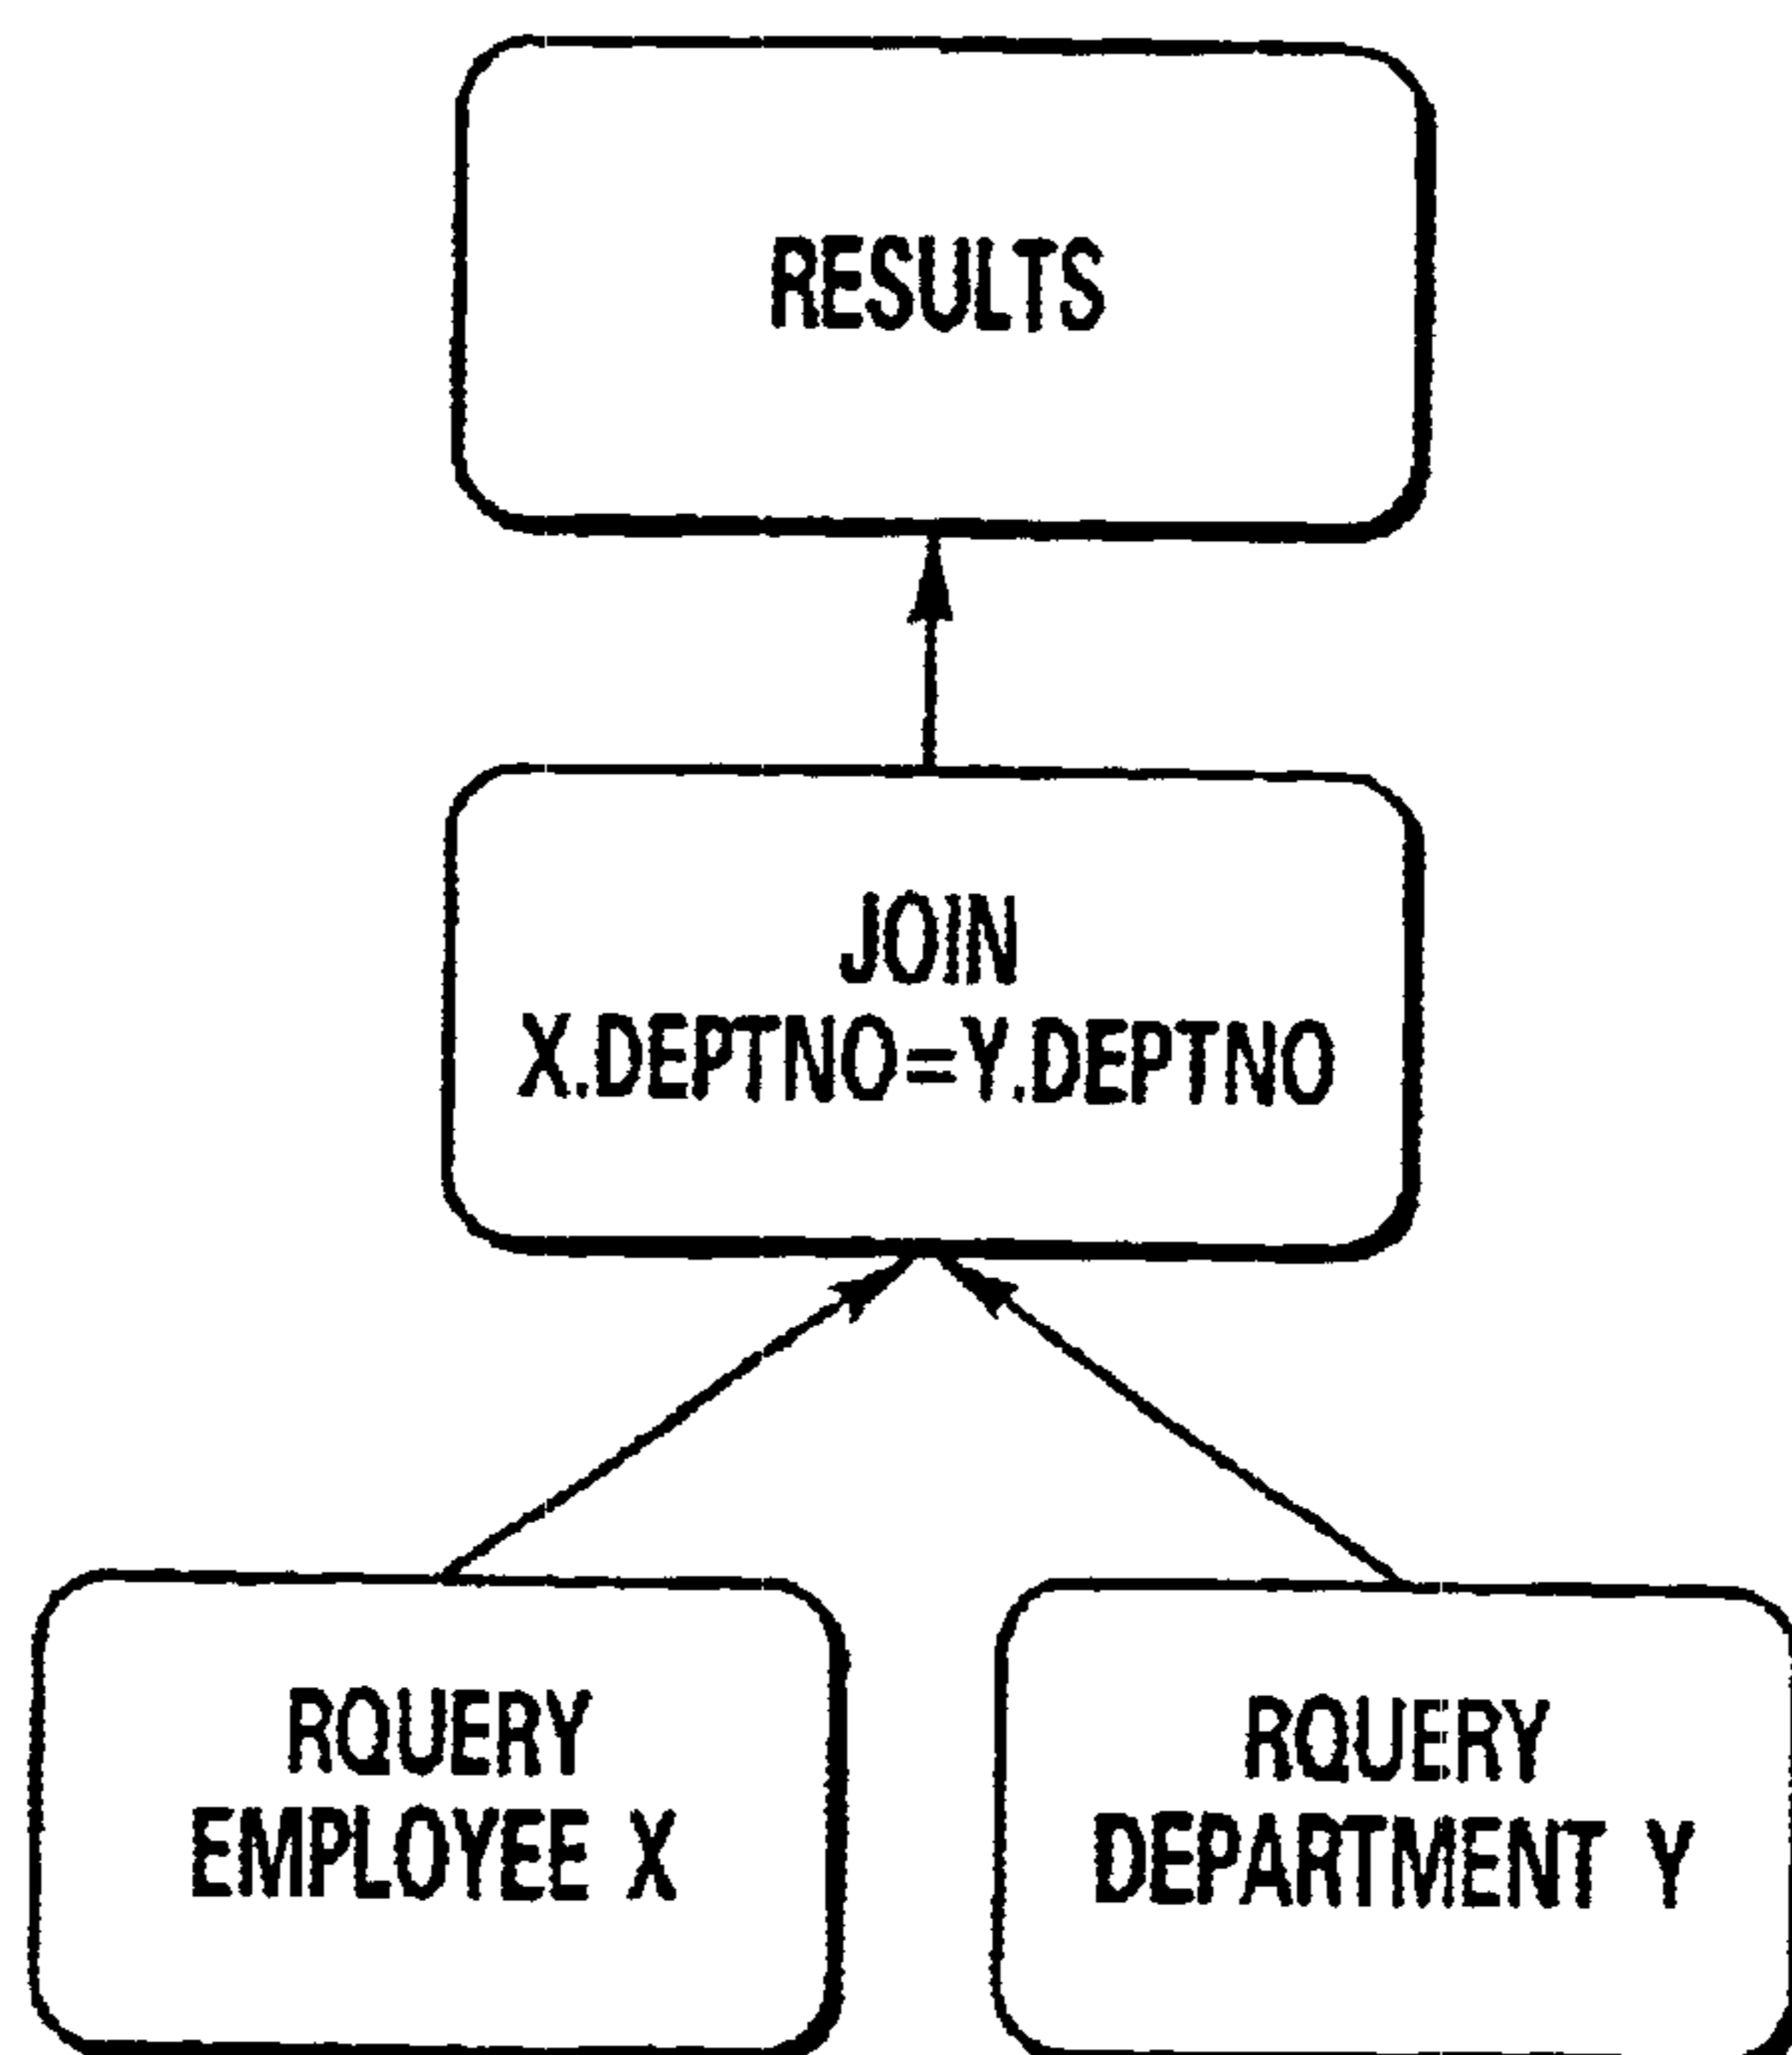 RESULTS
JOIN
X.DEPTNO=Y.DEPTNO
RQUERY
EMPLOYEE X
RQUERY
DEPARTMENT Y